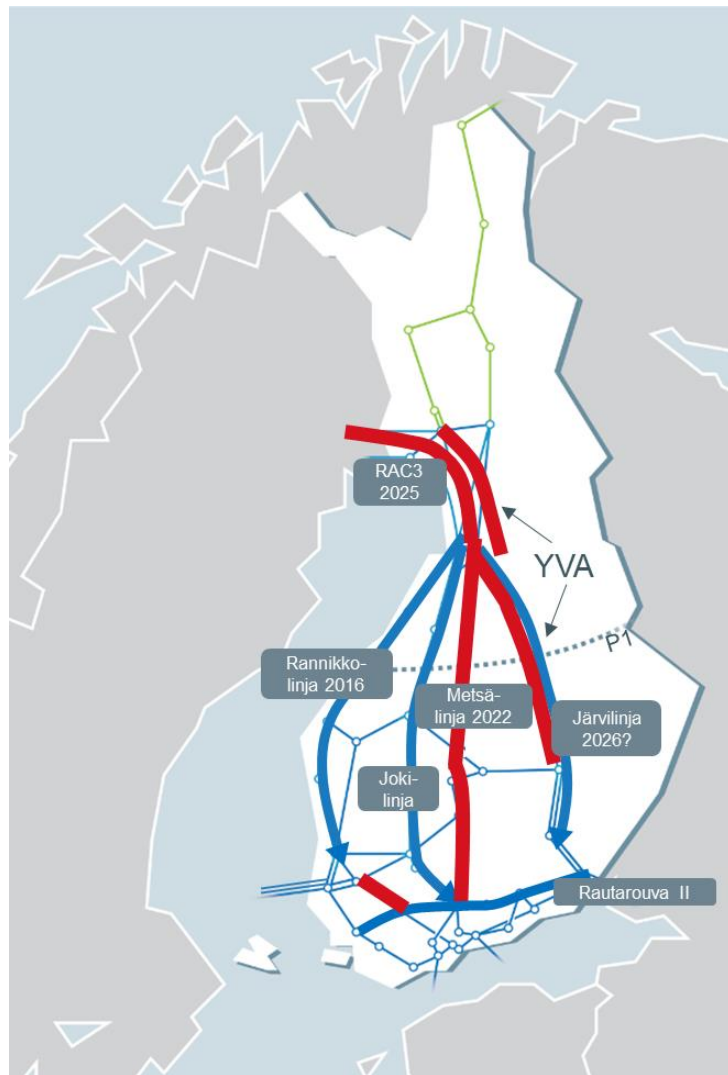 RAC3
2025
YVA
P1
Rannikko-
linja 2016
Metsä-
linja 2022
Järvilinja
2026?
Joki-
linja
Rautarouva II